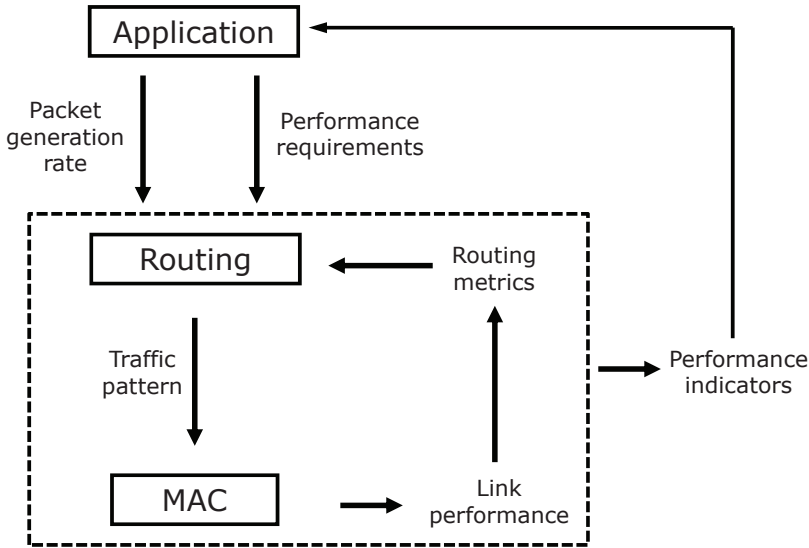 Application
Packet
generation
rate
Performance
requirements
Routing
Routing
metrics
Traffic
pattern
Performance
indicators
MAC
Link
performance